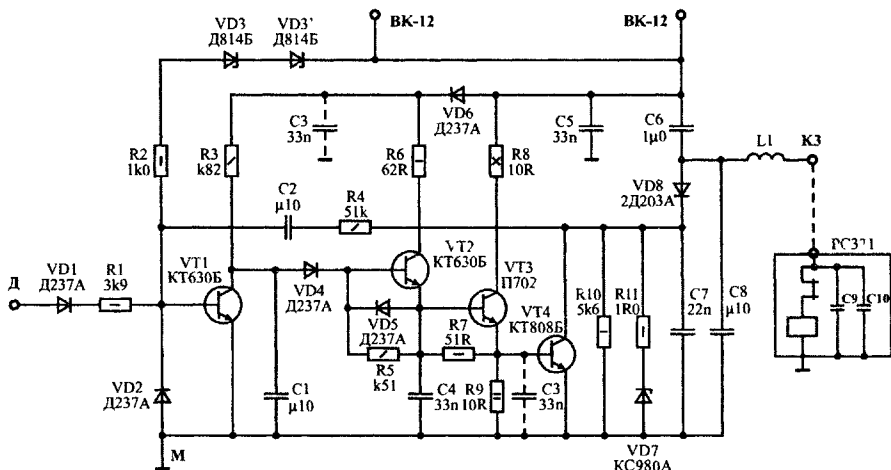 VD3
Д814Б
VD3'
Д814Б
ВК-12
ВК-12
C3
33n
VD6
Д237А
C5
33n
C6
1μ0
L1
К3
R2
1k0
R3
k82
R6
62R
R8
10R
C2
μ10
R4
51k
VD8
2Д203А
РС321
Д
VD1
Д237А
R1
3k9
VT1
КТ630Б
VD4
Д237А
VT2
КТ630Б
VT3
П702
VT4
КТ808Б
R10
5k6
R11
1R0
C7
22n
C8
μ10
C9
C10
VD5
Д237А
R7
51R
R5
k51
VD2
Д237А
C1
μ10
C4
33n
R9
10R
C3
33n
VD7
КС980А
М